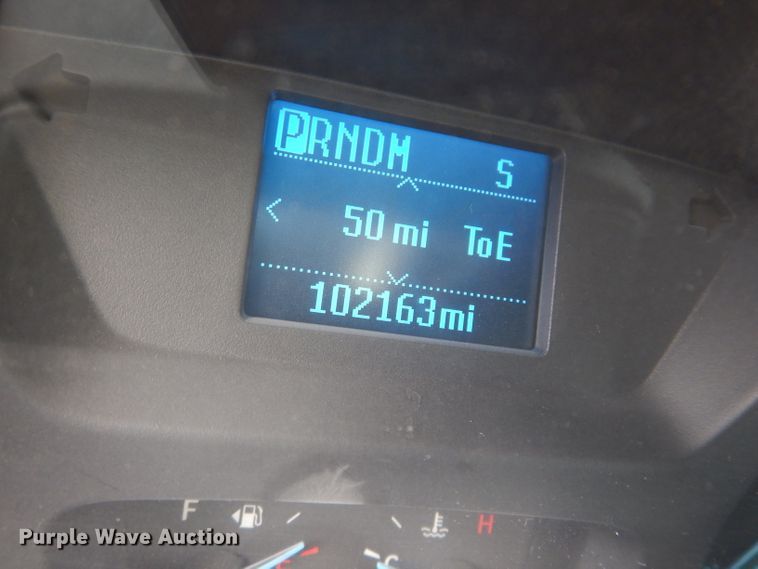 PRNDM S
50 mi ToE
102163mi
F H
C
Purple Wave Auction